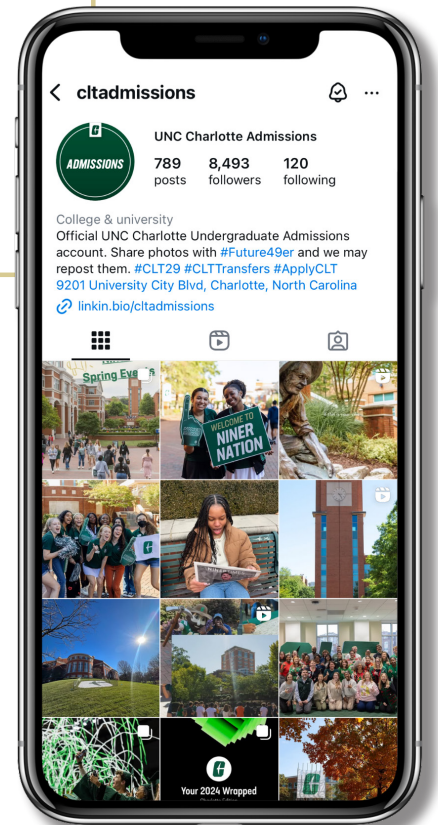 cltadmissions
ADMISSIONS
UNC Charlotte Admissions
789 8,493 120
posts followers following
College & university
Official UNC Charlotte Undergraduate Admissions
account. Share photos with #Future49er and we may
repost them. #CLT29 #CLTTransfers #ApplyCLT
9201 University City Blvd, Charlotte, North Carolina
linkin.bio/cltadmissions
Spring Events
WELCOME TO
NINER
NATION
Your 2024 Wrapped